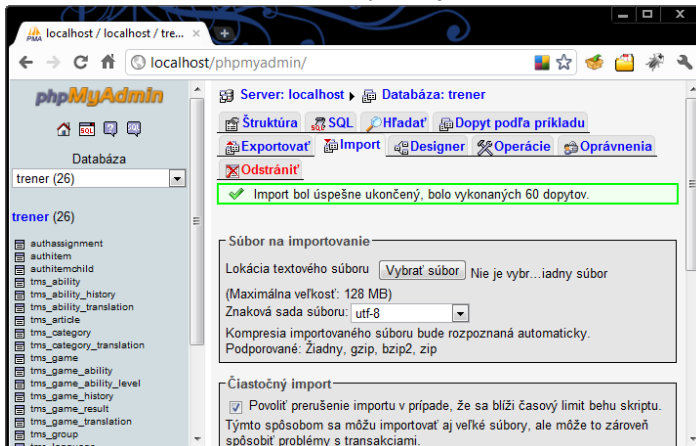 PMA localhost / localhost / tre...
localhost/phpmyadmin/
phpMyAdmin
SQL
Databáza
trener (26)
trener (26)
authassignment
authitem
authitemchild
tms_ability
tms_ability_history
tms_ability_translation
tms_article
tms_category
tms_category_translation
tms_game
tms_game_ability
tms_game_ability_level
tms_game_history
tms_game_result
tms_game_translation
tms_group
Server: localhost ▸ Databáza: trener
Štruktúra SQL Hľadať Dopyt podľa príkladu
Exportovať Import Designer Operácie Oprávnenia
Odstrániť
Import bol úspešne ukončený, bolo vykonaných 60 dopytov.
Súbor na importovanie
Lokácia textového súboru Vybrať súbor Nie je vybr...iadny súbor
(Maximálna veľkosť: 128 MB)
Znaková sada súboru: utf-8
Kompresia importovaného súboru bude rozpoznaná automaticky.
Podporované: Žiadny, gzip, bzip2, zip
Čiastočný import
Povoliť prerušenie importu v prípade, že sa blíži časový limit behu skriptu.
Týmto spôsobom sa môžu importovať aj veľké súbory, ale môže to zároveň
spôsobiť problémy s transakciami.